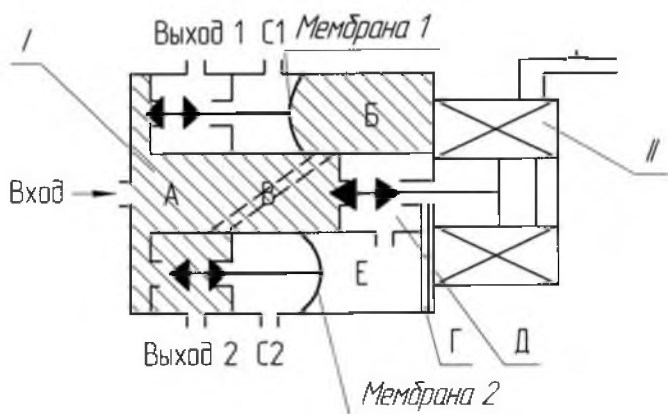 I
Выход 1 С1 Мембрана 1
Б
II
Вход А В
Е
Выход 2 С2 Г Д
Мембрана 2